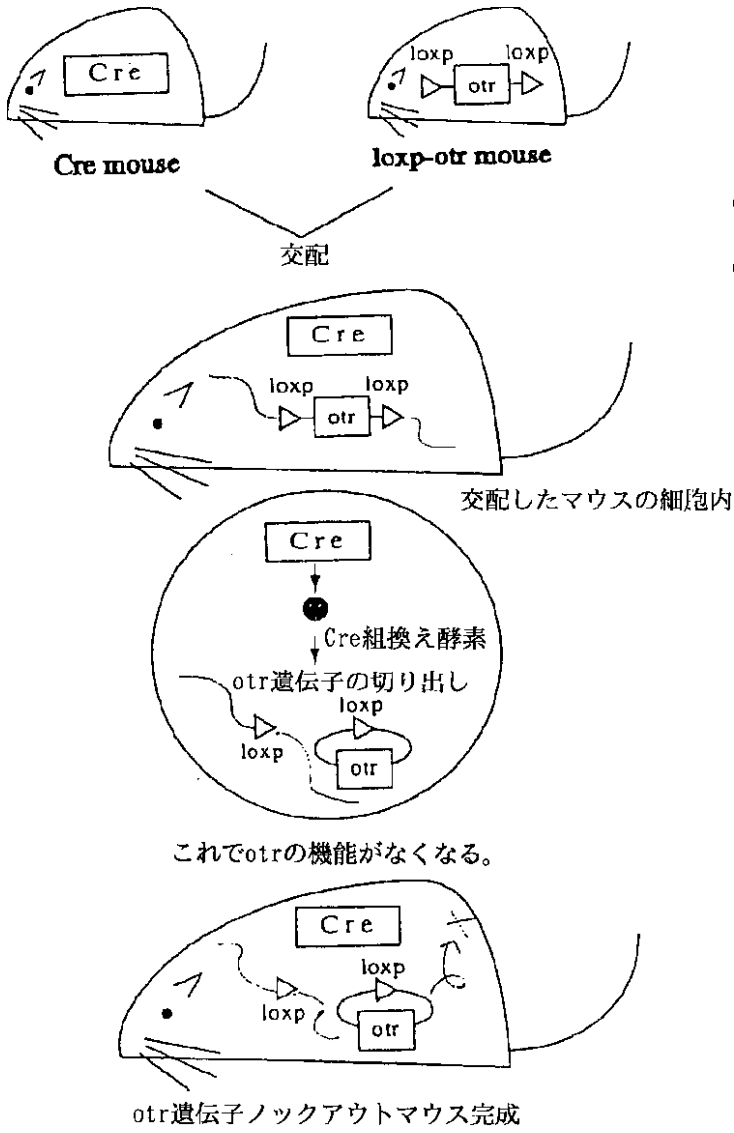 Cre
loxp loxp
otr
Cre mouse
loxp-otr mouse
交配
Cre
loxp loxp
otr
交配したマウスの細胞内
Cre
Cre組換え酵素
otr遺伝子の切り出し
loxp
loxp
otr
これでotrの機能がなくなる。
Cre
loxp
loxp
otr
otr遺伝子ノックアウトマウス完成